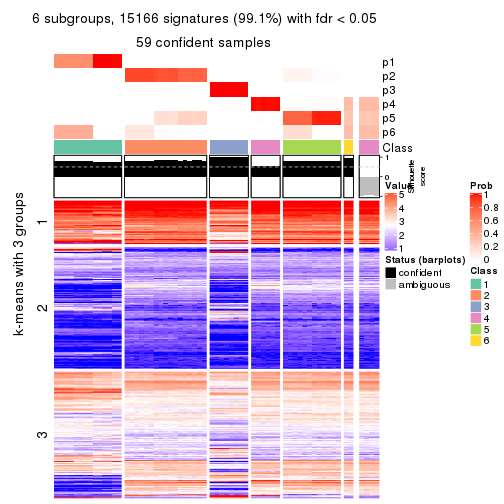 6 subgroups, 15166 signatures (99.1%) with fdr < 0.05
59 confident samples
p1
p2
p3
p4
p5
p6
Class
1
0
Silhouette
score
k-means with 3 groups
1
2
3
Value
5
4
3
2
1
Status (barplots)
confident
ambiguous
Prob
1
0.8
0.6
0.4
0.2
0
Class
1
2
3
4
5
6